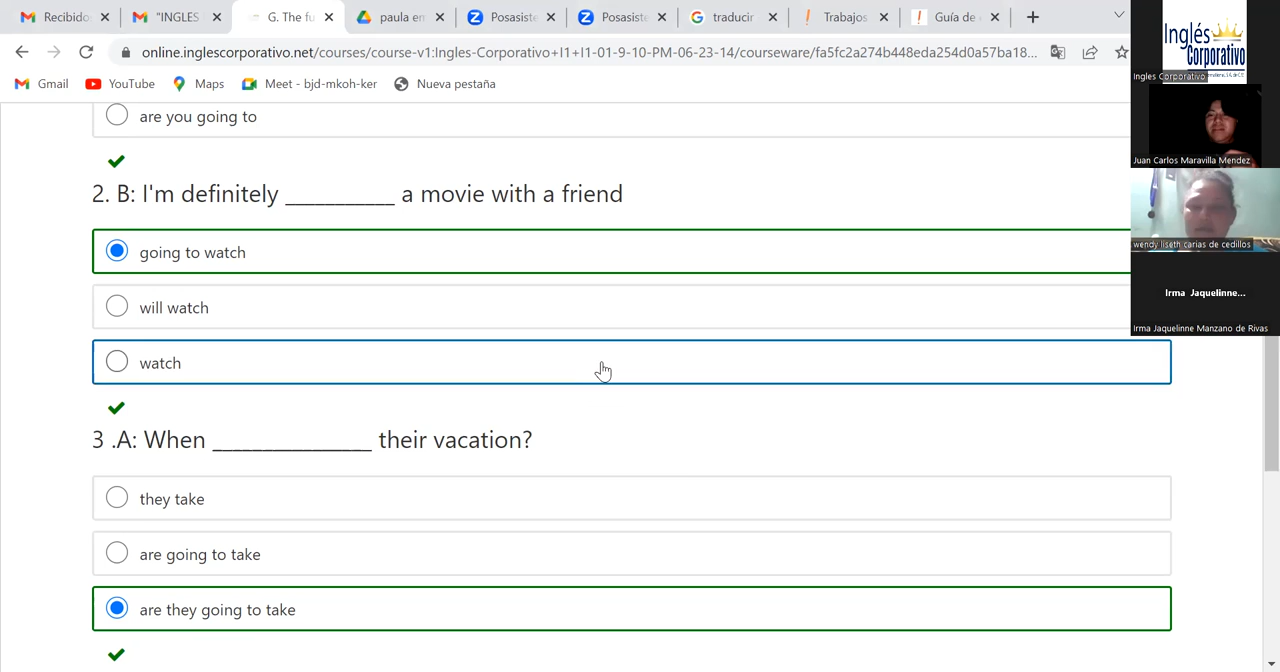 Recibido
"INGLES
G. The fu
paula en
Posasiste
Posasiste
traducir
Trabajos
Guía de
online.inglescorporativo.net/courses/course-v1:Ingles-Corporativo+I1+I1-01-9-10-PM-06-23-14/courseware/fa5fc2a274b448eda254d0a57ba18...
Gmail YouTube Maps Meet - bjd-mkoh-ker Nueva pestaña
Inglés
Corporativo
Ingles Corporativo
Juan Carlos Maravilla Mendez
wendy liseth carias de cedillos
Irma Jaquelinne...
Irma Jaquelinne Manzano de Rivas
are you going to
2. B: I'm definitely ___________ a movie with a friend
going to watch
will watch
watch
3 .A: When ________________ their vacation?
they take
are going to take
are they going to take